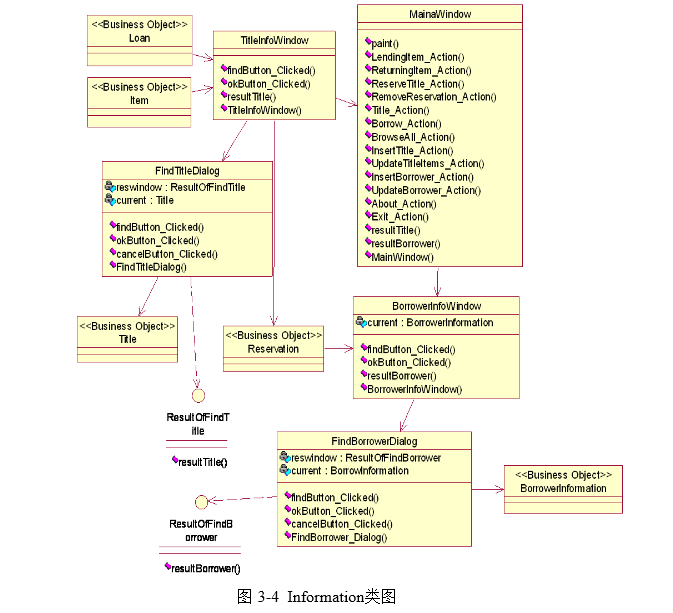 <<Business Object>>
Loan
<<Business Object>>
Item
TitleInfoWindow
findButton_Clicked()
okButton_Clicked()
resultTitle()
TitleInfoWindow()
MainaWindow
paint()
LendingItem_Action()
ReturningItem_Action()
ReserveTitle_Action()
RemoveReservation_Action()
Title_Action()
Borrow_Action()
BrowseAll_Action()
InsertTitle_Action()
UpdateTitleItems_Action()
InsertBorrower_Action()
UpdateBorrower_Action()
About_Action()
Exit_Action()
resultTitle()
resultBorrower()
MainWindow()
FindTitleDialog
reswindow : ResultOfFindTitle
current : Title
findButton_Clicked()
okButton_Clicked()
cancelButton_Clicked()
FindTitleDialog()
<<Business Object>>
Title
<<Business Object>>
Reservation
BorrowerInfoWindow
current : BorrowerInformation
findButton_Clicked()
okButton_Clicked()
resultBorrower()
BorrowerInfoWindow()
ResultOfFindT
itle
resultTitle()
FindBorrowerDialog
reswindow : ResultOfFindBorrower
current : BorrowInformation
findButton_Clicked()
okButton_Clicked()
cancelButton_Clicked()
FindBorrower_Dialog()
<<Business Object>>
BorrowerInformation
ResultOfFindB
orrower
resultBorrower()
图 3-4 Information类图